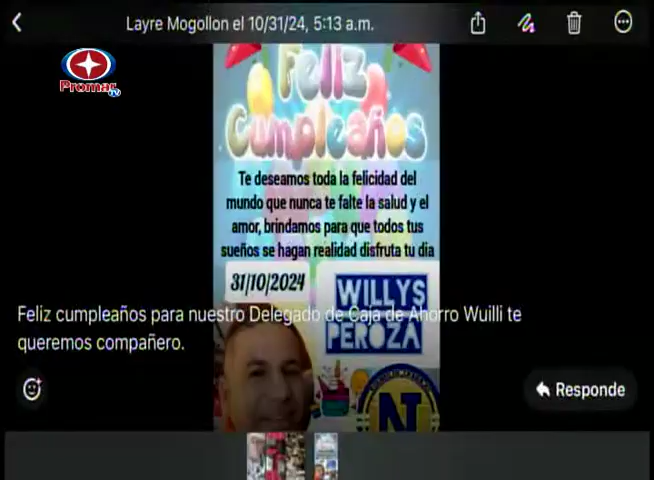 Layre Mogollon el 10/31/24, 5:13 a.m.
Promar
TV
Feliz
Cumpleaños
Te deseamos toda la felicidad del
mundo que nunca te falte la salud y el
amor, brindamos para que todos tus
sueños se hagan realidad disfruta tu dia
31/10/2024
WILLYS
PEROZA
Feliz cumpleaños para nuestro Delegado de Caja de Ahorro Wuilli te
queremos compañero.
NT
Responde